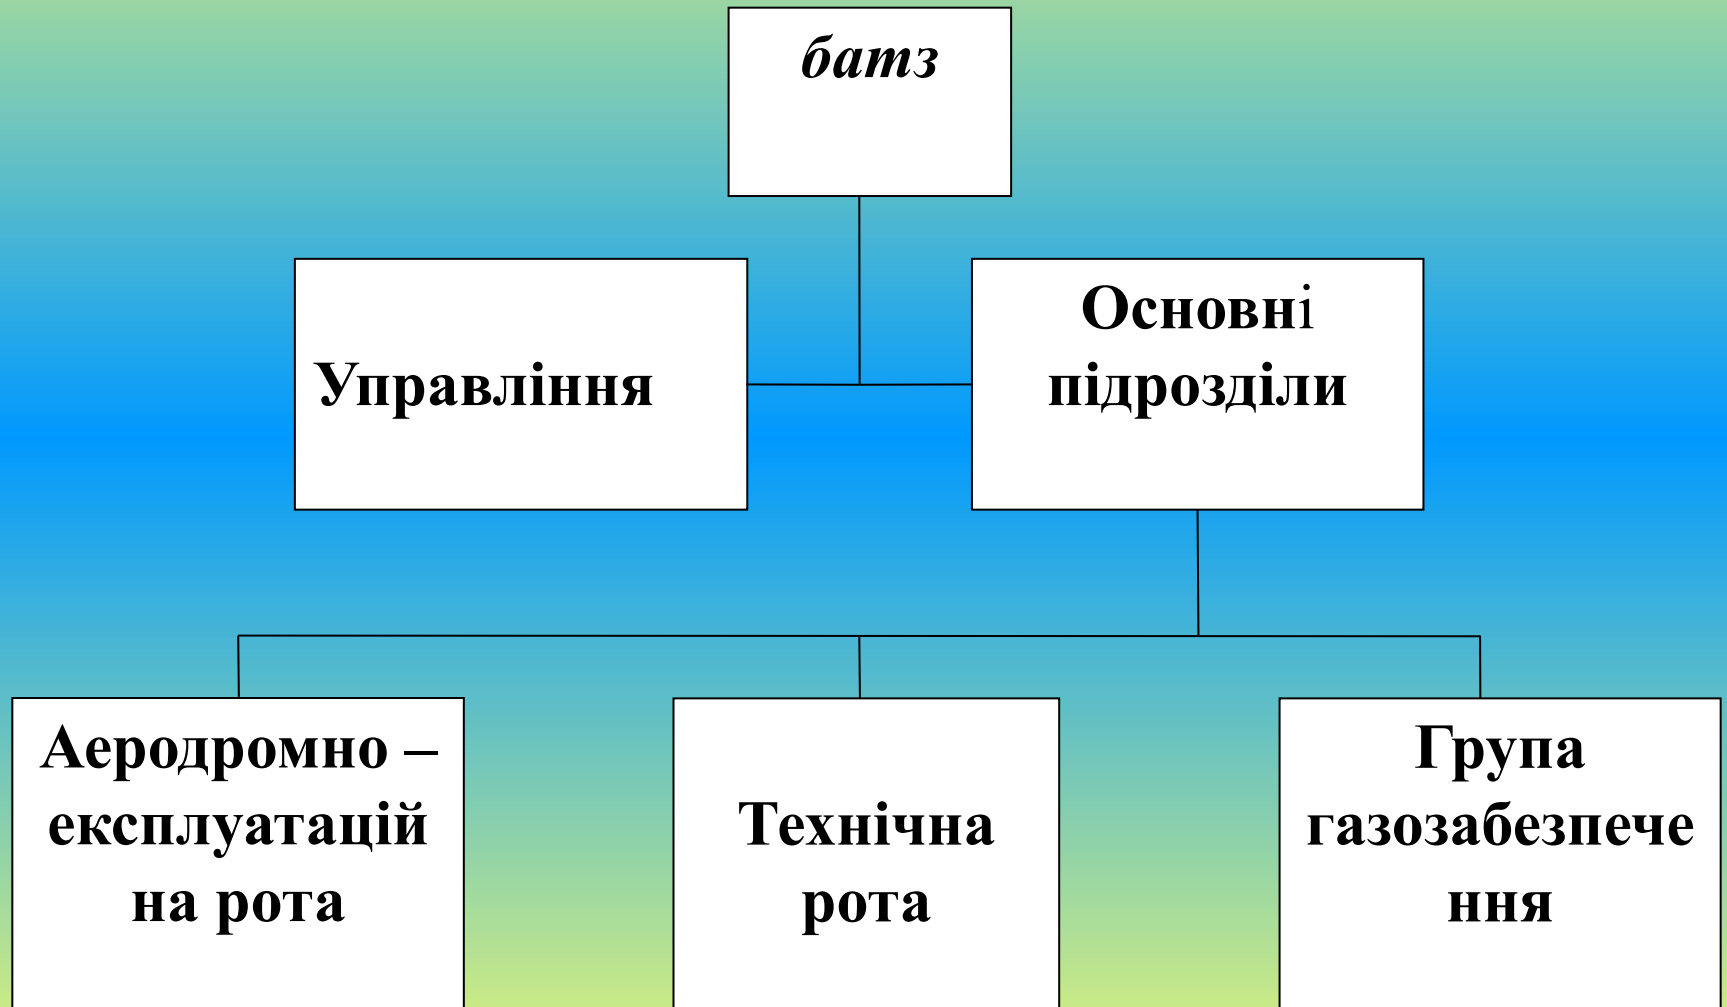 батз
Управління
Основні
підрозділи
Аеродромно –
експлуатацій
на рота
Технічна
рота
Група
газозабезпече
ння